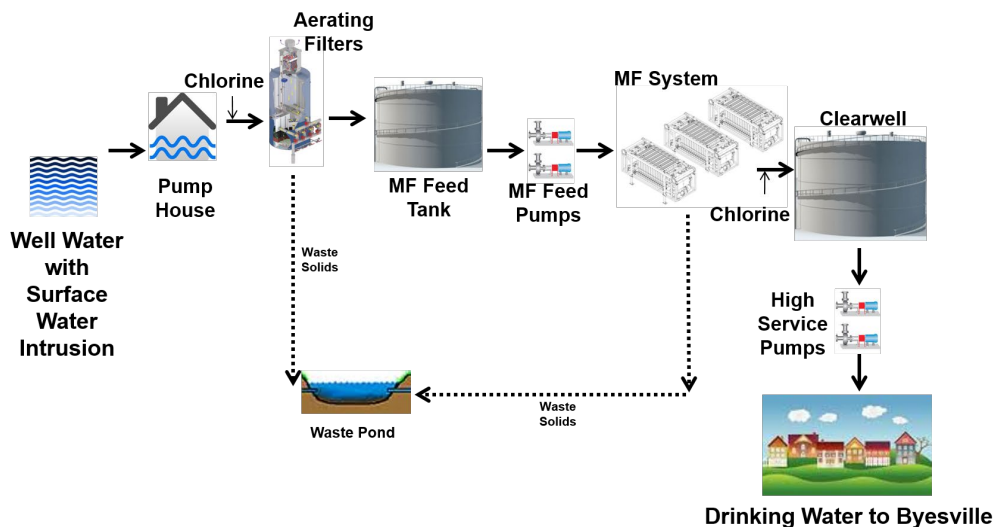 Aerating
Filters
Chlorine
MF System
Clearwell
Pump
House
MF Feed
Tank
MF Feed
Pumps
Chlorine
Well Water
with
Surface
Water
Intrusion
Waste
Solids
High
Service
Pumps
Waste
Solids
Waste Pond
Drinking Water to Byesville